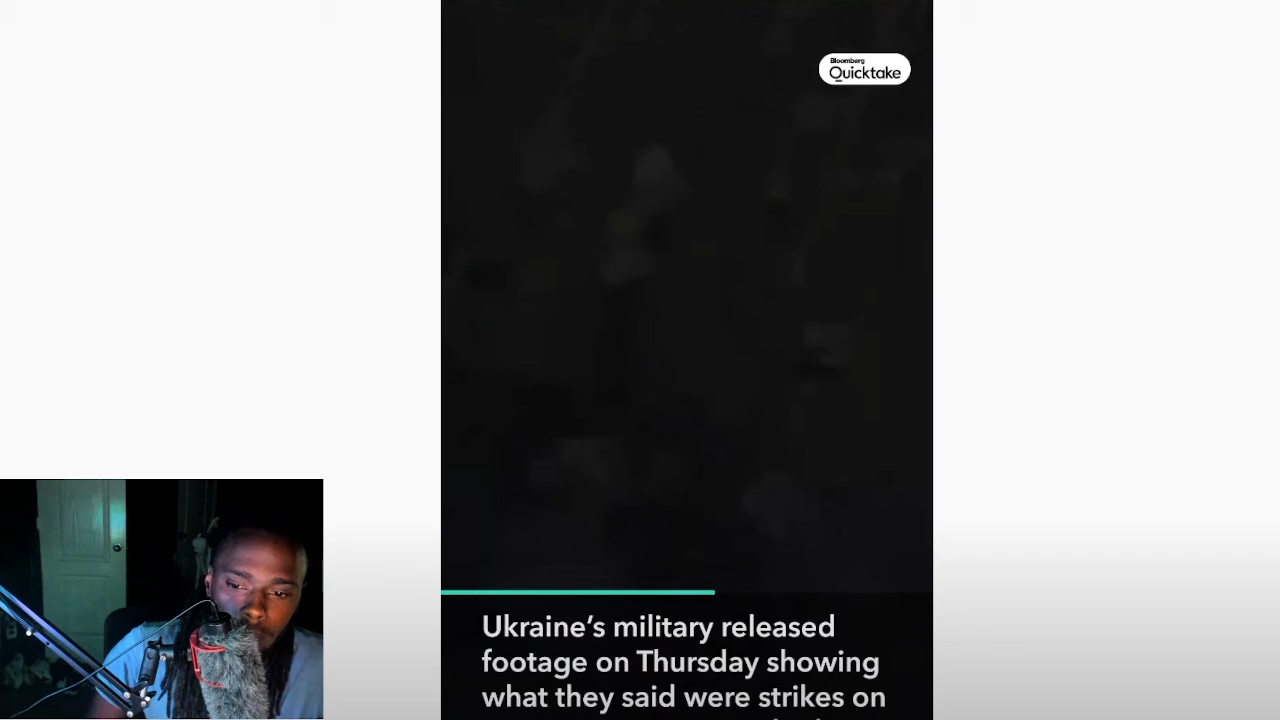 Bloomberg
Quicktake
Ukraine's military released
footage on Thursday showing
what they said were strikes on